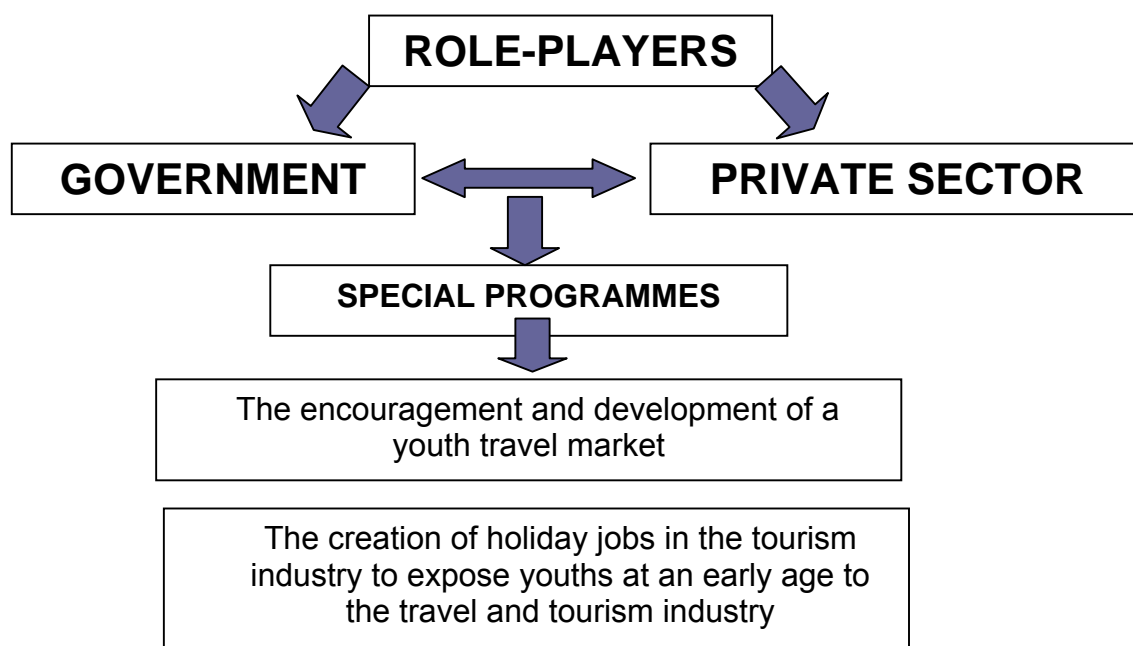 ROLE-PLAYERS
GOVERNMENT
PRIVATE SECTOR
SPECIAL PROGRAMMES
The encouragement and development of a
youth travel market
The creation of holiday jobs in the tourism
industry to expose youths at an early age to
the travel and tourism industry